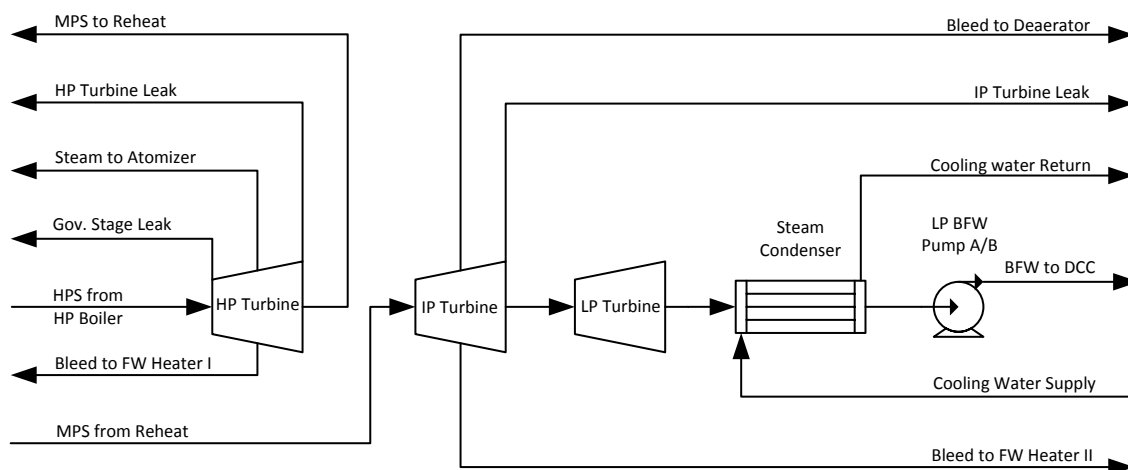 MPS to Reheat
Bleed to Deaerator
HP Turbine Leak
IP Turbine Leak
Steam to Atomizer
Cooling water Return
Gov. Stage Leak
Steam
Condenser
LP BFW
Pump A/B
BFW to DCC
HPS from
HP Boiler
HP Turbine
IP Turbine
LP Turbine
Bleed to FW Heater I
Cooling Water Supply
MPS from Reheat
Bleed to FW Heater II